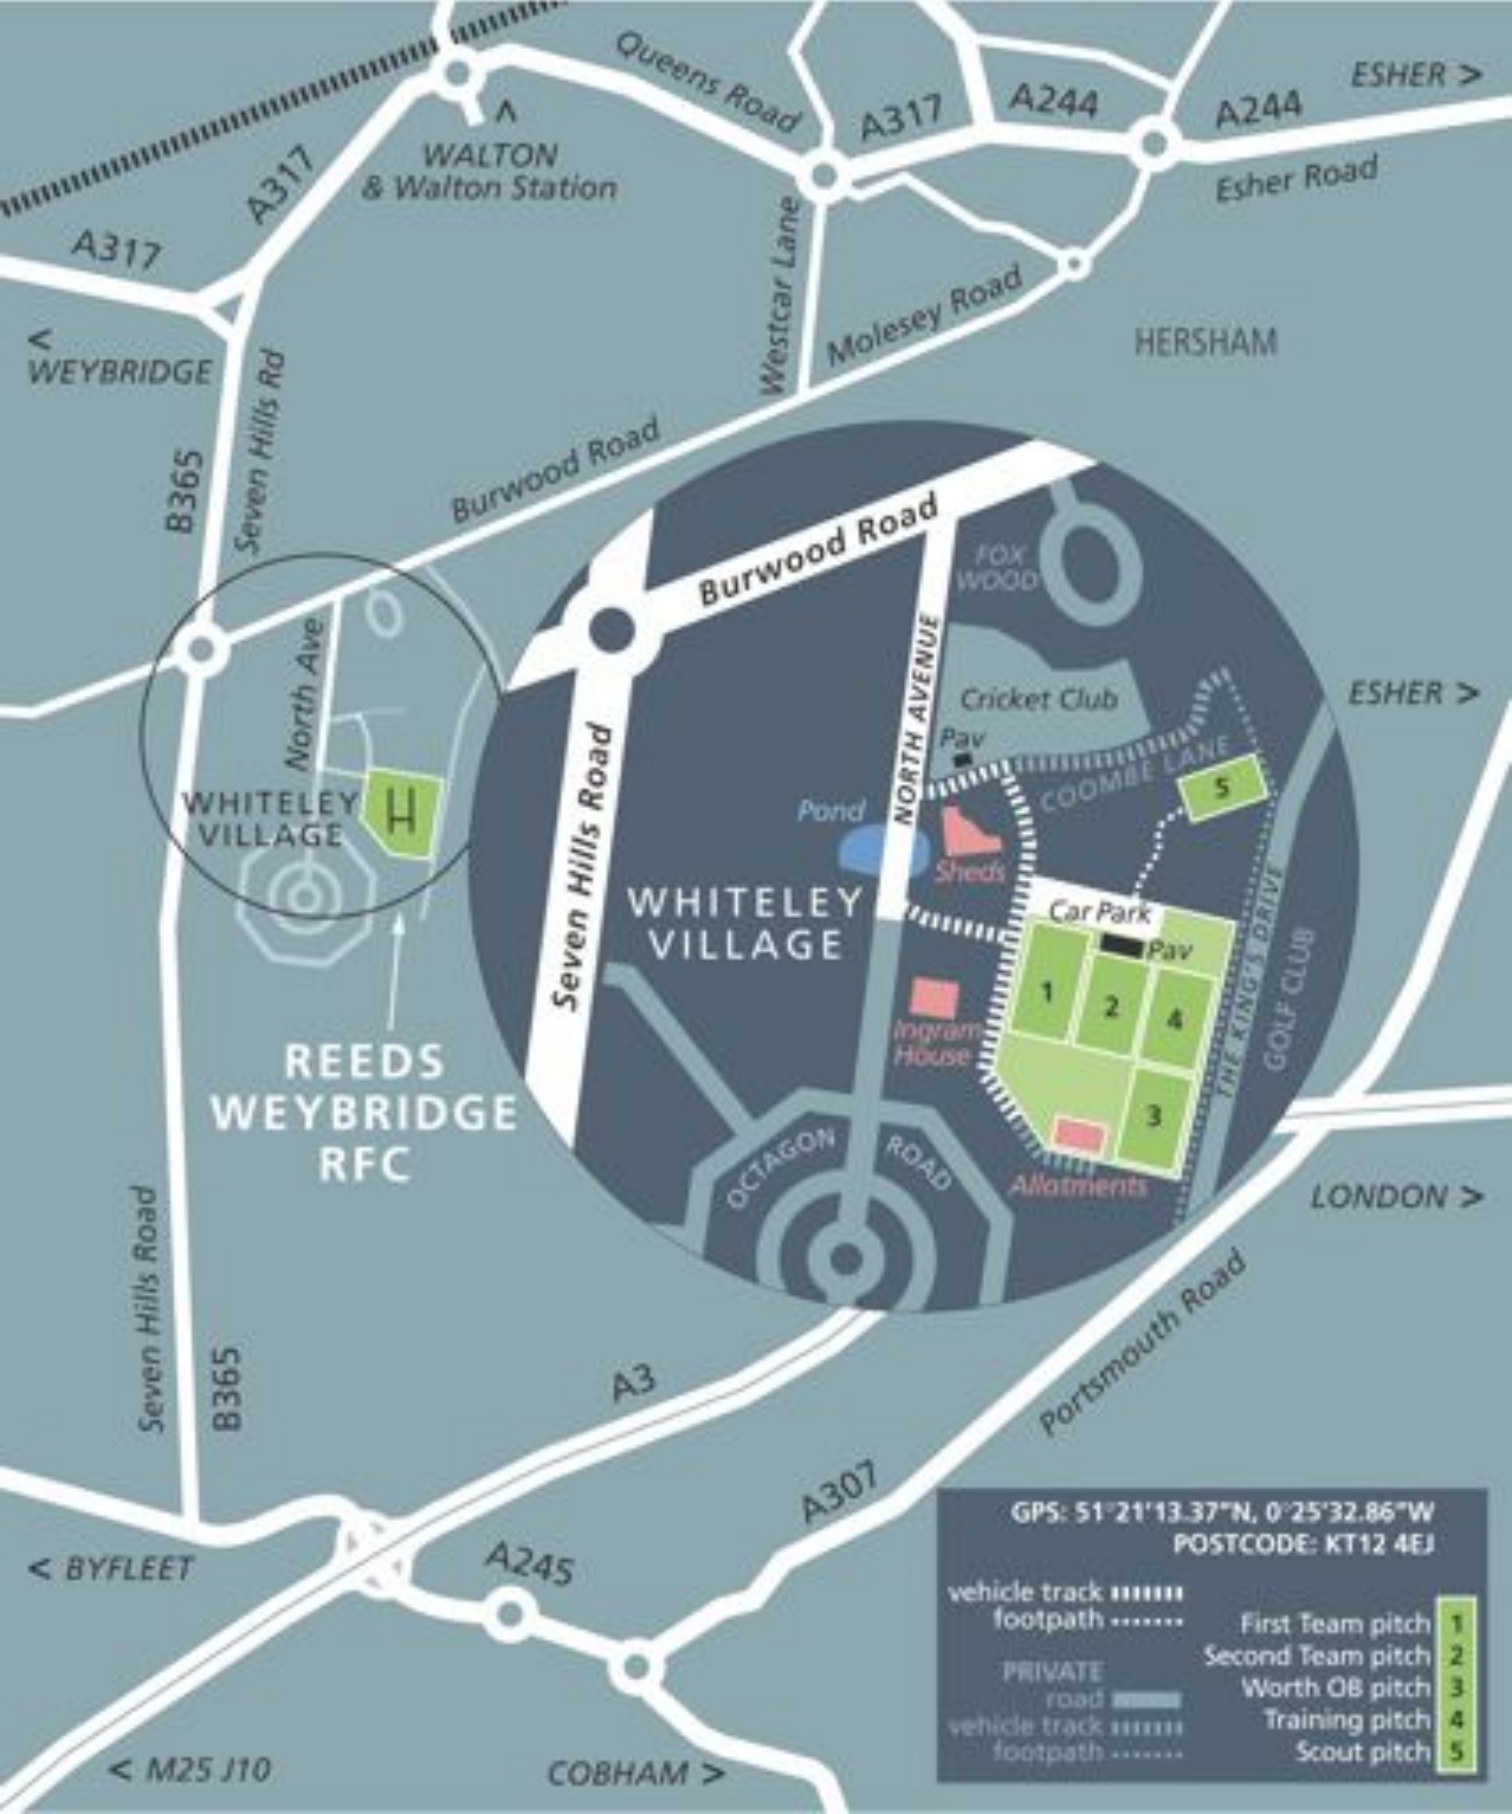 Queens Road
A317
A244
A244
ESHER >
Esher Road
^
WALTON
& Walton Station
A317
A317
<
WEYBRIDGE
Westcar Lane
Molesey Road
HERSHAM
B365
Seven Hills Rd
Burwood Road
North Ave
WHITELEY
VILLAGE
H
REEDS
WEYBRIDGE
RFC
Burwood Road
FOX
WOOD
NORTH AVENUE
Cricket Club
Pav
COOMBE LANE
5
ESHER >
Seven Hills Road
Pond
Sheds
WHITELEY
VILLAGE
Car Park
Pav
1
2
4
3
Ingram
House
THE KING'S DRIVE
GOLF CLUB
OCTAGON ROAD
Allotments
LONDON >
Seven Hills Road
B365
A3
Portsmouth Road
A307
< BYFLEET
A245
< M25 J10
COBHAM >
GPS: 51°21'13.37"N, 0°25'32.86"W
POSTCODE: KT12 4EJ
vehicle track
footpath
PRIVATE
road
vehicle track
footpath
First Team pitch 1
Second Team pitch 2
Worth OB pitch 3
Training pitch 4
Scout pitch 5